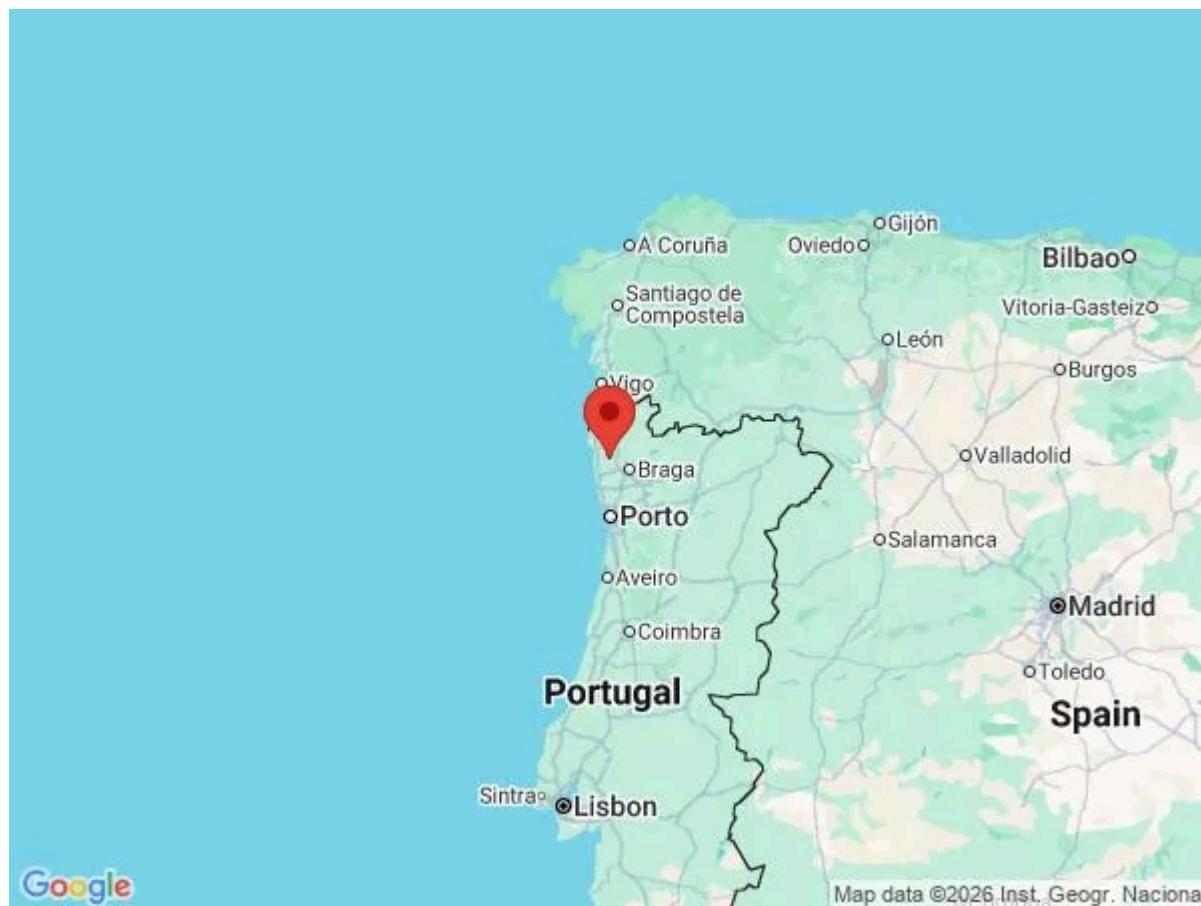 Gijón
A Coruña
Oviedo
Bilbao
Santiago de
Compostela
Vitoria-Gasteiz
León
Burgos
Vigo
Valladolid
Braga
Porto
Salamanca
Aveiro
Madrid
Coimbra
Toledo
Portugal
Spain
Sintra
Lisbon
Google
Map data ©2026 Inst. Geogr. Naciona